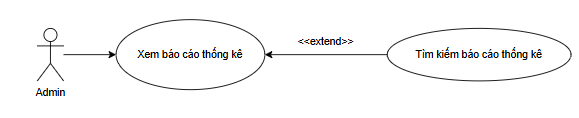 <<extend>>
Xem báo cáo thống kê
Tìm kiếm báo cáo thống kê
Admin